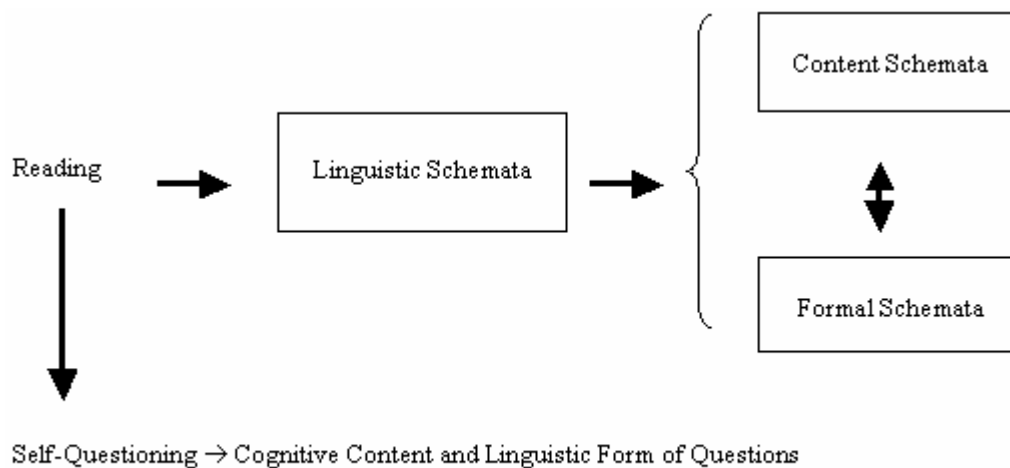 Content Schemata
Reading
Linguistic Schemata
Formal Schemata
Self-Questioning → Cognitive Content and Linguistic Form of Questions